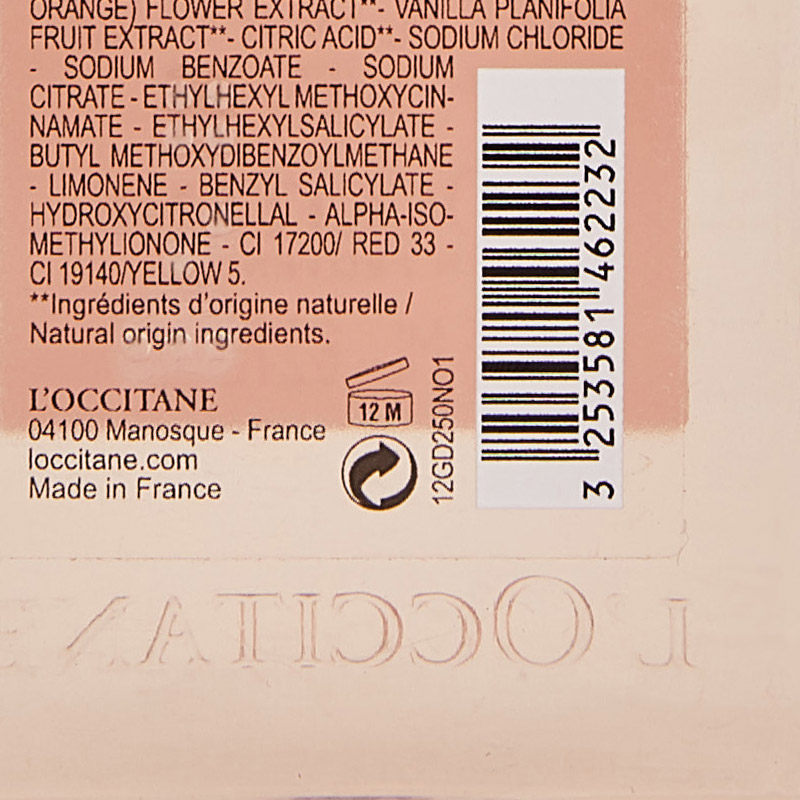 ORANGE) FLOWER EXTRACT**- VANILLA PLANIFOLIA
FRUIT EXTRACT**- CITRIC ACID**- SODIUM CHLORIDE
- SODIUM BENZOATE - SODIUM
CITRATE - ETHYLHEXYL METHOXYCIN-
NAMATE - ETHYLHEXYLSALICYLATE -
BUTYL METHOXYDIBENZOYLMETHANE
- LIMONENE - BENZYL SALICYLATE -
HYDROXYCITRONELLAL - ALPHA-ISO-
METHYLIONONE - CI 17200/ RED 33 -
CI 19140/YELLOW 5.
**Ingrédients d'origine naturelle /
Natural origin ingredients.
L'OCCITANE
04100 Manosque - France
loccitane.com
Made in France
12 M
12GD250NO1
3 253581 462232
L'OCCITANE